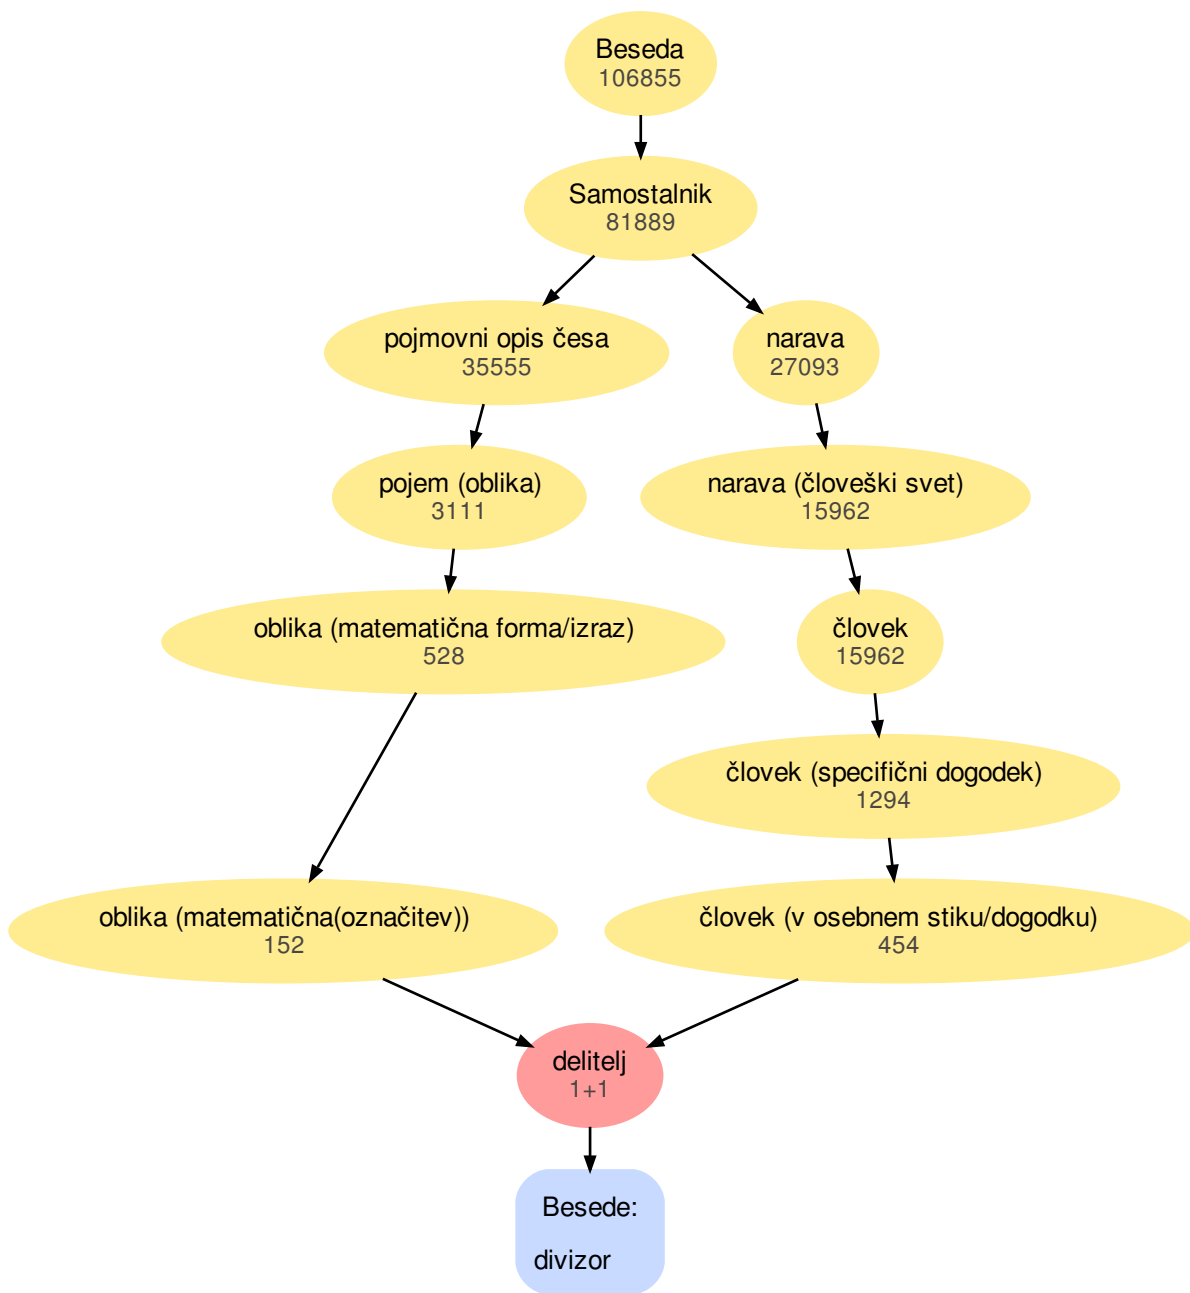 Beseda
106855
Samostalnik
81889
pojmovni opis česa
35555
narava
27093
pojem (oblika)
3111
narava (človeški svet)
15962
oblika (matematična forma/izraz)
528
človek
15962
človek (specifični dogodek)
1294
oblika (matematična(označitev))
152
človek (v osebnem stiku/dogodku)
454
delitelj
1+1
Besede:
divizor